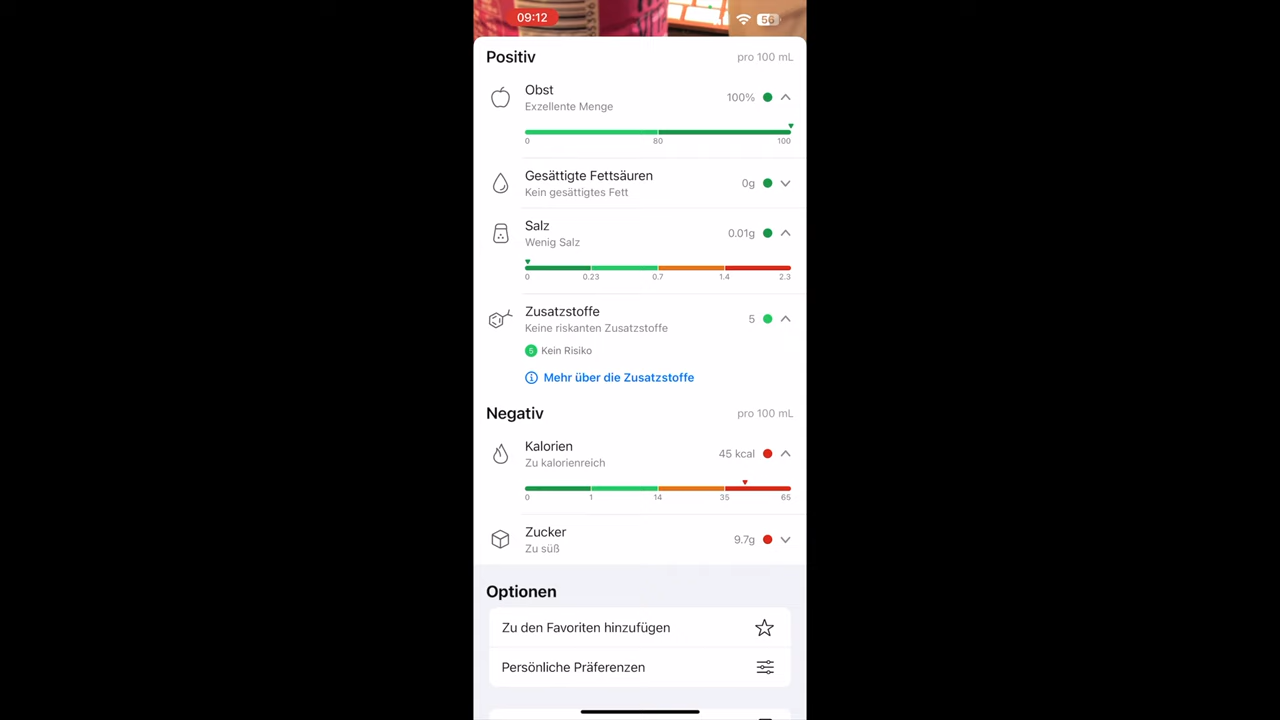 09:12
56
Positiv
pro 100 mL
Obst
Exzellente Menge
100%
0 80 100
Gesättigte Fettsäuren
Kein gesättigtes Fett
0g
Salz
Wenig Salz
0.01g
0 0.23 0.7 1.4 2.3
Zusatzstoffe
Keine riskanten Zusatzstoffe
5
5 Kein Risiko
Mehr über die Zusatzstoffe
Negativ
pro 100 mL
Kalorien
Zu kalorienreich
45 kcal
0 1 14 35 65
Zucker
Zu süß
9.7g
Optionen
Zu den Favoriten hinzufügen
Persönliche Präferenzen